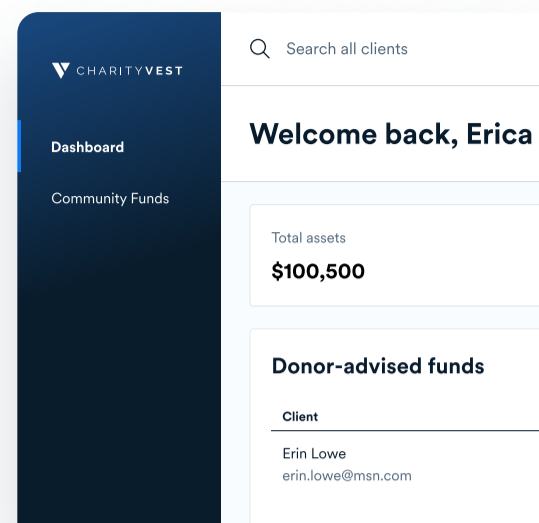 CHARITYVEST
Dashboard
Community Funds
Search all clients
Welcome back, Erica
Total assets
$100,500
Donor-advised funds
Client
Erin Lowe
erin.lowe@msn.com